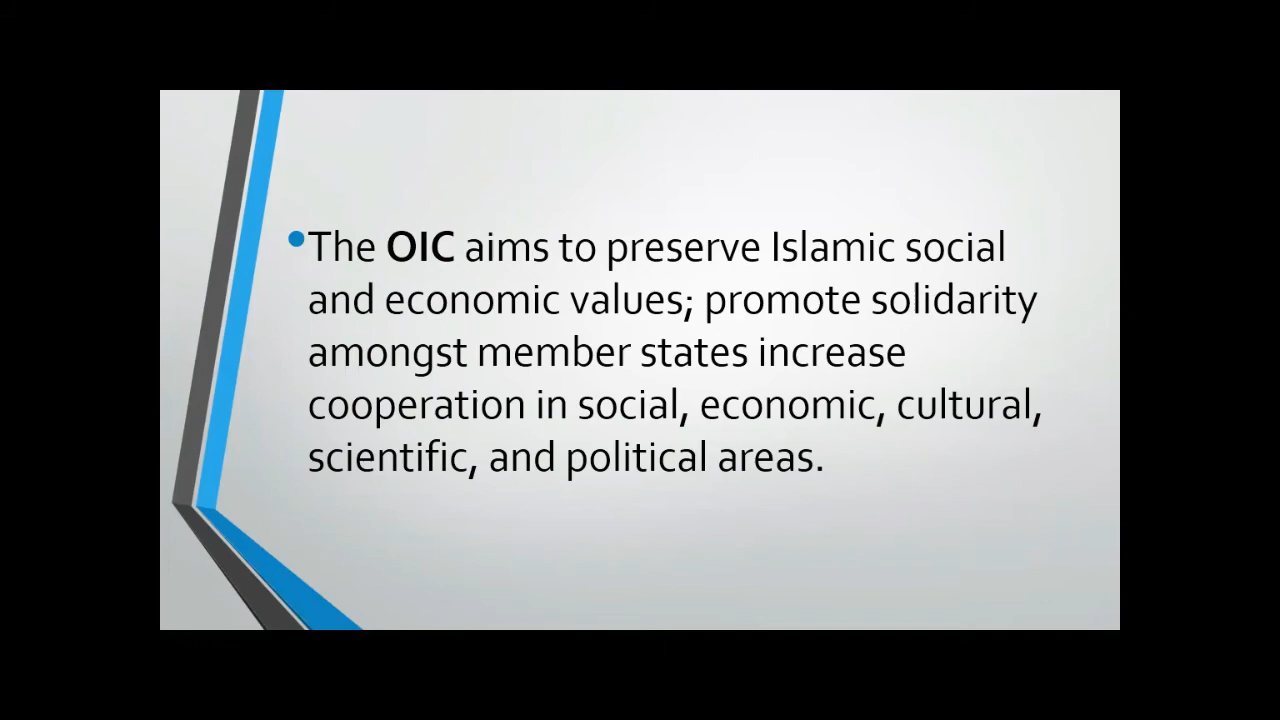 •The OIC aims to preserve Islamic social
and economic values; promote solidarity
amongst member states increase
cooperation in social, economic, cultural,
scientific, and political areas.